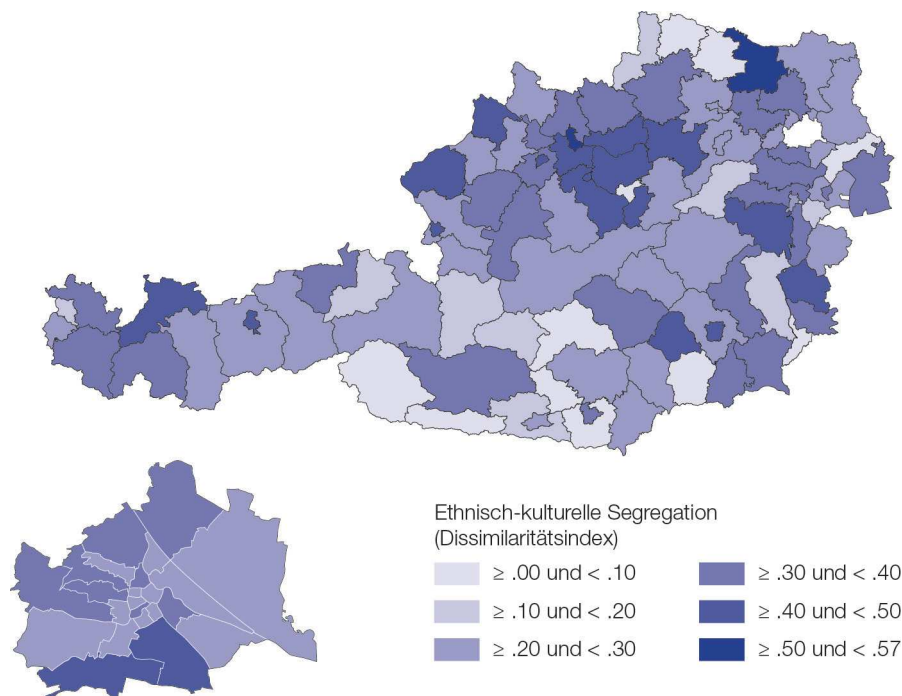 Ethnisch-kulturelle Segregation
(Dissimilaritätsindex)
≥ .00 und < .10
≥ .10 und < .20
≥ .20 und < .30
≥ .30 und < .40
≥ .40 und < .50
≥ .50 und < .57